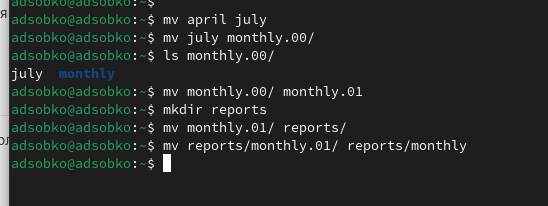 adsobko@adsobko:~$
adsobko@adsobko:~$ mv april july
adsobko@adsobko:~$ mv july monthly.00/
adsobko@adsobko:~$ ls monthly.00/
july  monthly
adsobko@adsobko:~$ mv monthly.00/ monthly.01
adsobko@adsobko:~$ mkdir reports
adsobko@adsobko:~$ mv monthly.01/ reports/
adsobko@adsobko:~$ mv reports/monthly.01/ reports/monthly
adsobko@adsobko:~$